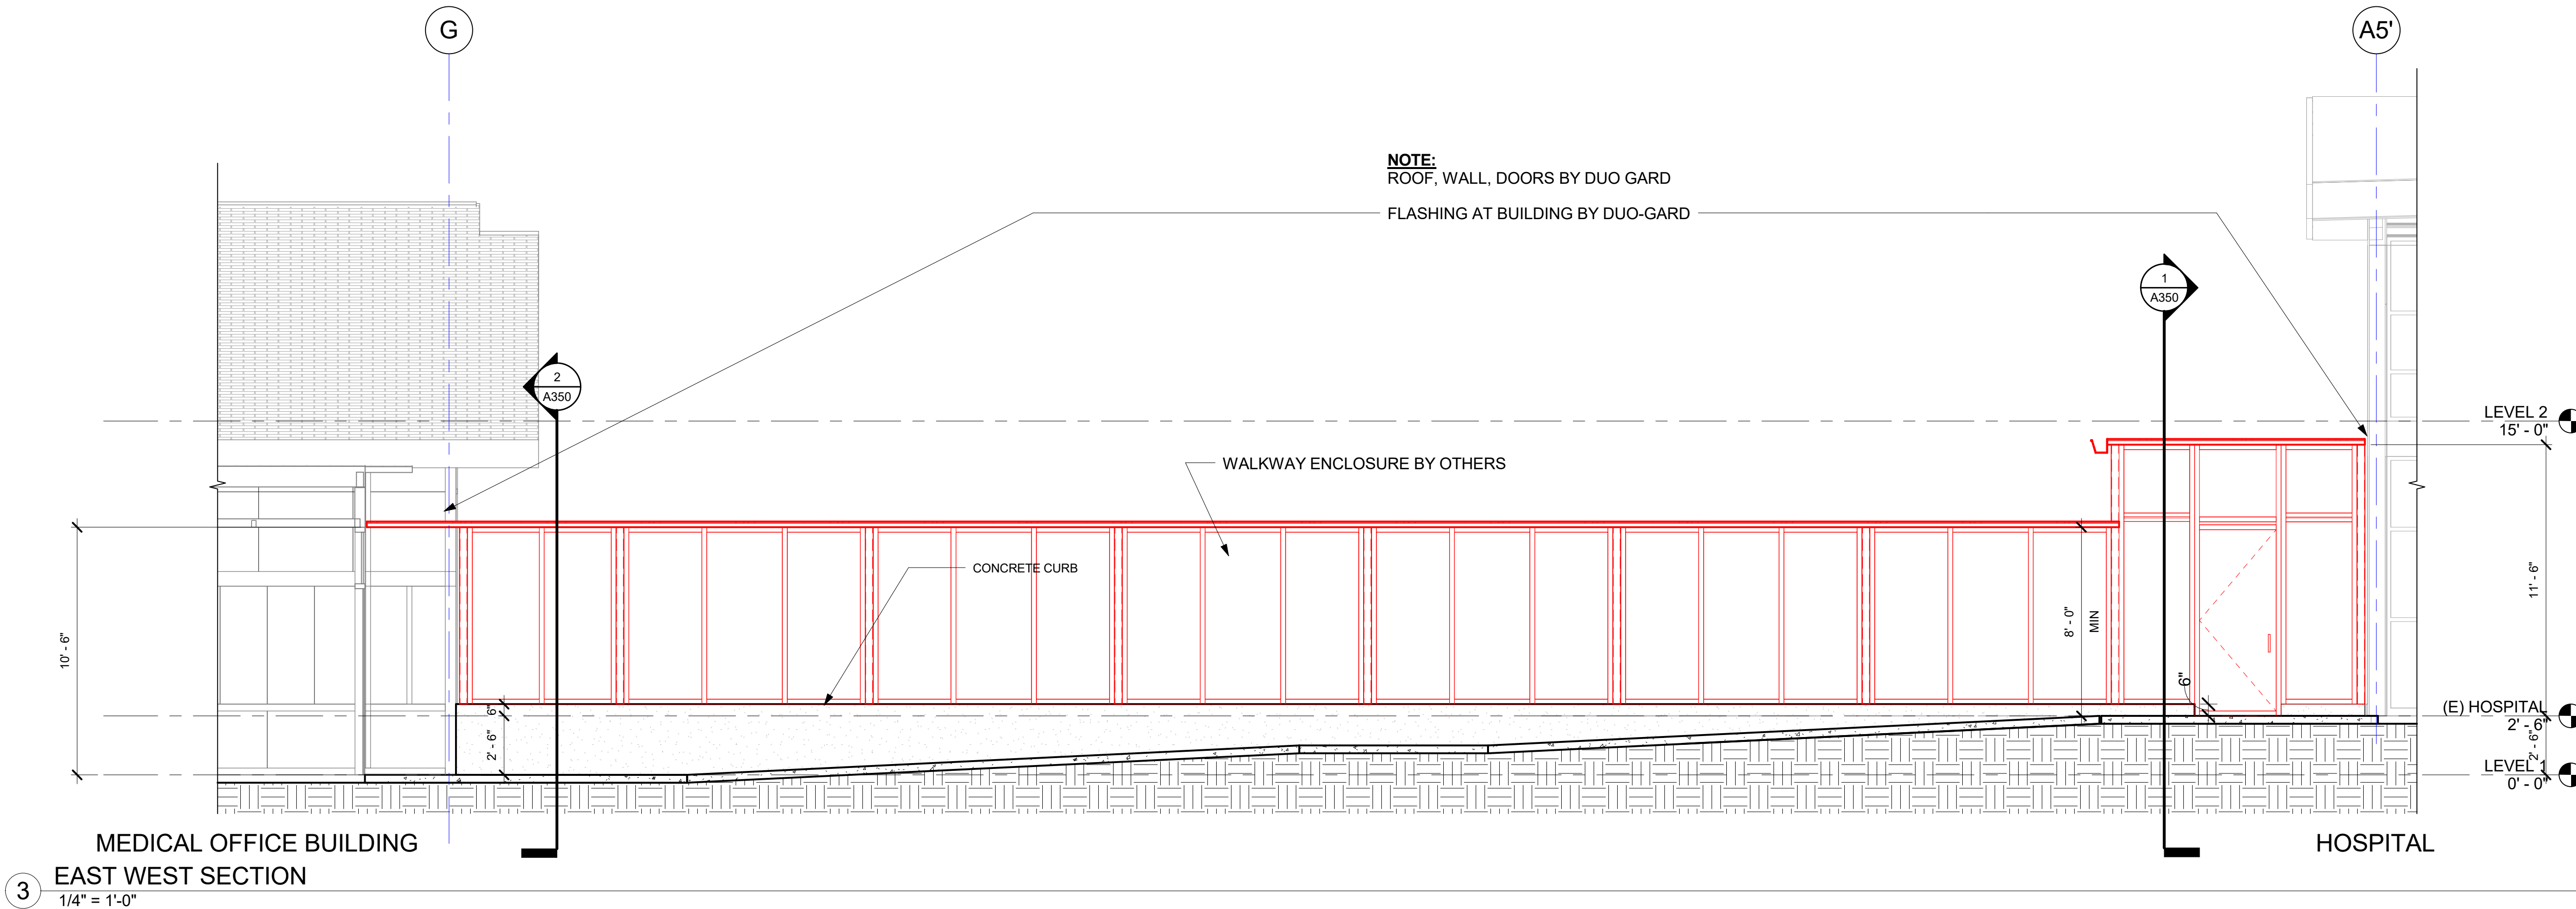 G
A5'
NOTE:
ROOF, WALL, DOORS BY DUO GARD
FLASHING AT BUILDING BY DUO-GARD
1
A350
2
A350
LEVEL 2
15' - 0"
WALKWAY ENCLOSURE BY OTHERS
CONCRETE CURB
10' - 6"
11' - 6"
8' - 0"
MIN
6"
6"
2' - 6"
(E) HOSPITAL
2' - 6"
2' - 6"
LEVEL 1
0' - 0"
MEDICAL OFFICE BUILDING
HOSPITAL
3
EAST WEST SECTION
1/4" = 1'-0"